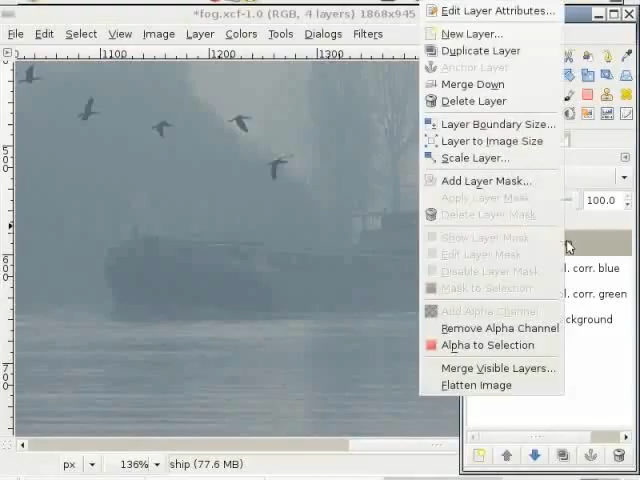 *fog.xcf-1.0 (RGB, 4 layers) 1868x945
File Edit Select View Image Layer Colors Tools Dialogs Filters
1100 1200 1300
500
600
700
Edit Layer Attributes...
New Layer...
Duplicate Layer
Anchor Layer
Merge Down
Delete Layer
Layer Boundary Size...
Layer to Image Size
Scale Layer...
Add Layer Mask...
Apply Layer Mask
Delete Layer Mask
Show Layer Mask
Edit Layer Mask
Disable Layer Mask
Mask to Selection
Add Alpha Channel
Remove Alpha Channel
Alpha to Selection
Merge Visible Layers...
Flatten Image
100.0
corr. blue
corr. green
px 136% ship (77.6 MB)